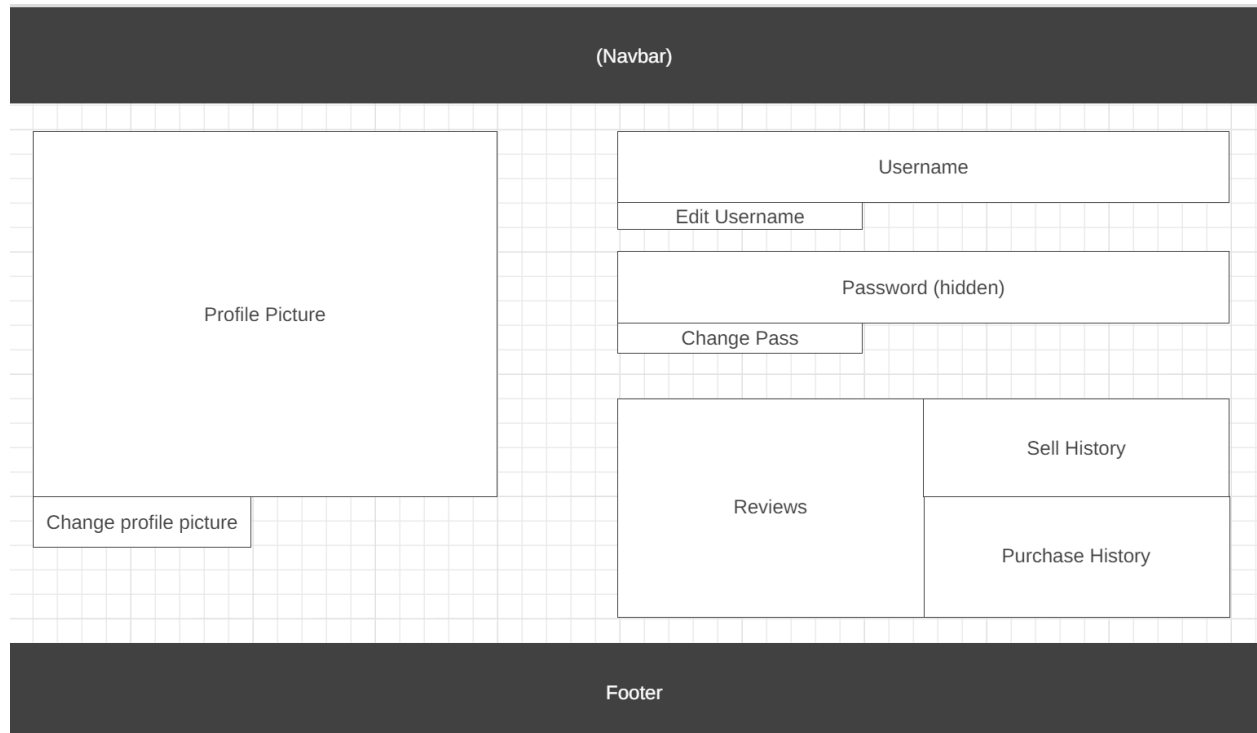 (Navbar)
Profile Picture
Change profile picture
Username
Edit Username
Password (hidden)
Change Pass
Reviews
Sell History
Purchase History
Footer